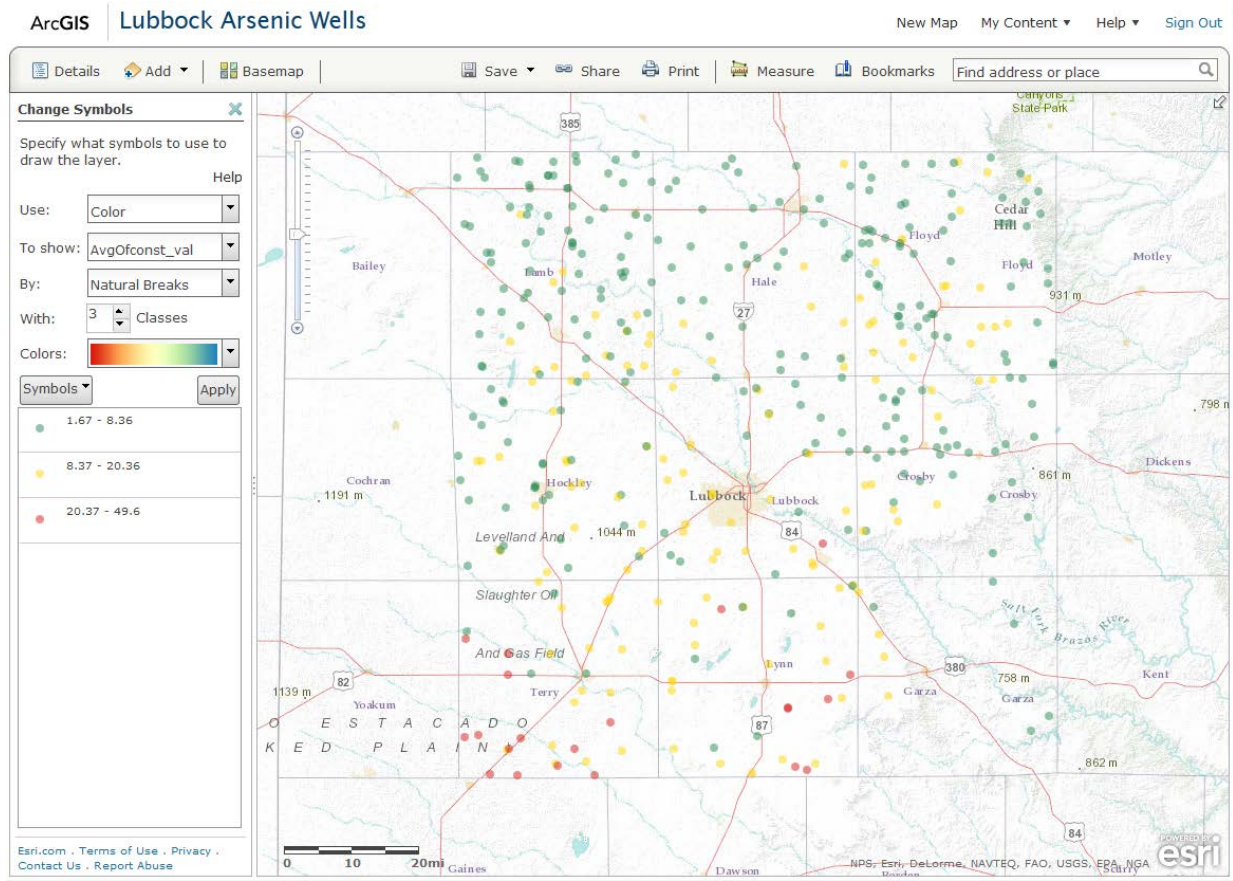 ArcGIS
Lubbock Arsenic Wells
New Map My Content Help Sign Out
Details Add Basemap Save Share Print Measure Bookmarks Find address or place
Change Symbols
Specify what symbols to use to
draw the layer.
Help
Use: Color
To show: AvgOfconst_val
By: Natural Breaks
With: 3 Classes
Colors:
Symbols Apply
1.67 - 8.36
8.37 - 20.36
20.37 - 49.6
Esri.com . Terms of Use . Privacy .
Contact Us . Report Abuse
Canyons
State Park
385
Cedar
Hill
Floyd
Floyd
Motley
Bailey
Lamb
Hale
931 m
27
798 m
Dickens
Cochran
Hockley
1191 m
Lubbock
Lubbock
Crosby
861 m
Crosby
Levelland And
1044 m
84
Slaughter Oil
Salt Fork Brazos River
And Gas Field
Lynn
380
82
1139 m
Terry
758 m
Kent
Yoakum
Garza
Garza
O ESTACADO
KED PLAIN
87
862 m
84
0 10 20mi
Gaines
Dawson
Borden
Scurry
NPS, Esri, DeLorme, NAVTEQ, FAO, USGS, EPA, NGA
POWERED BY
esri